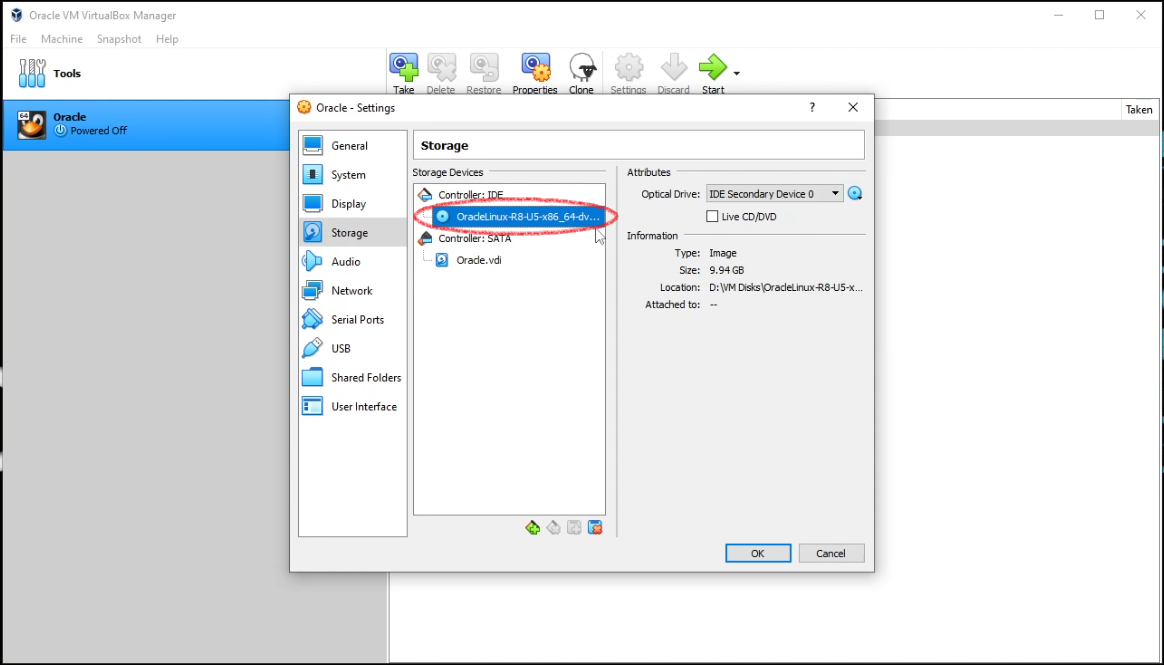 Oracle VM VirtualBox Manager
File Machine Snapshot Help
Tools
Take Delete Restore Properties Clone Settings Discard Start
64
Oracle
Powered Off
Taken
Oracle - Settings
?
General
System
Display
Storage
Audio
Network
Serial Ports
USB
Shared Folders
User Interface
Storage
Storage Devices
Controller: IDE
OracleLinux-R8-U5-x86_64-dv...
Controller: SATA
Oracle.vdi
Attributes
Optical Drive: IDE Secondary Device 0
Live CD/DVD
Information
Type: Image
Size: 9.94 GB
Location: D:\VM Disks\OracleLinux-R8-U5-x...
Attached to: --
OK Cancel